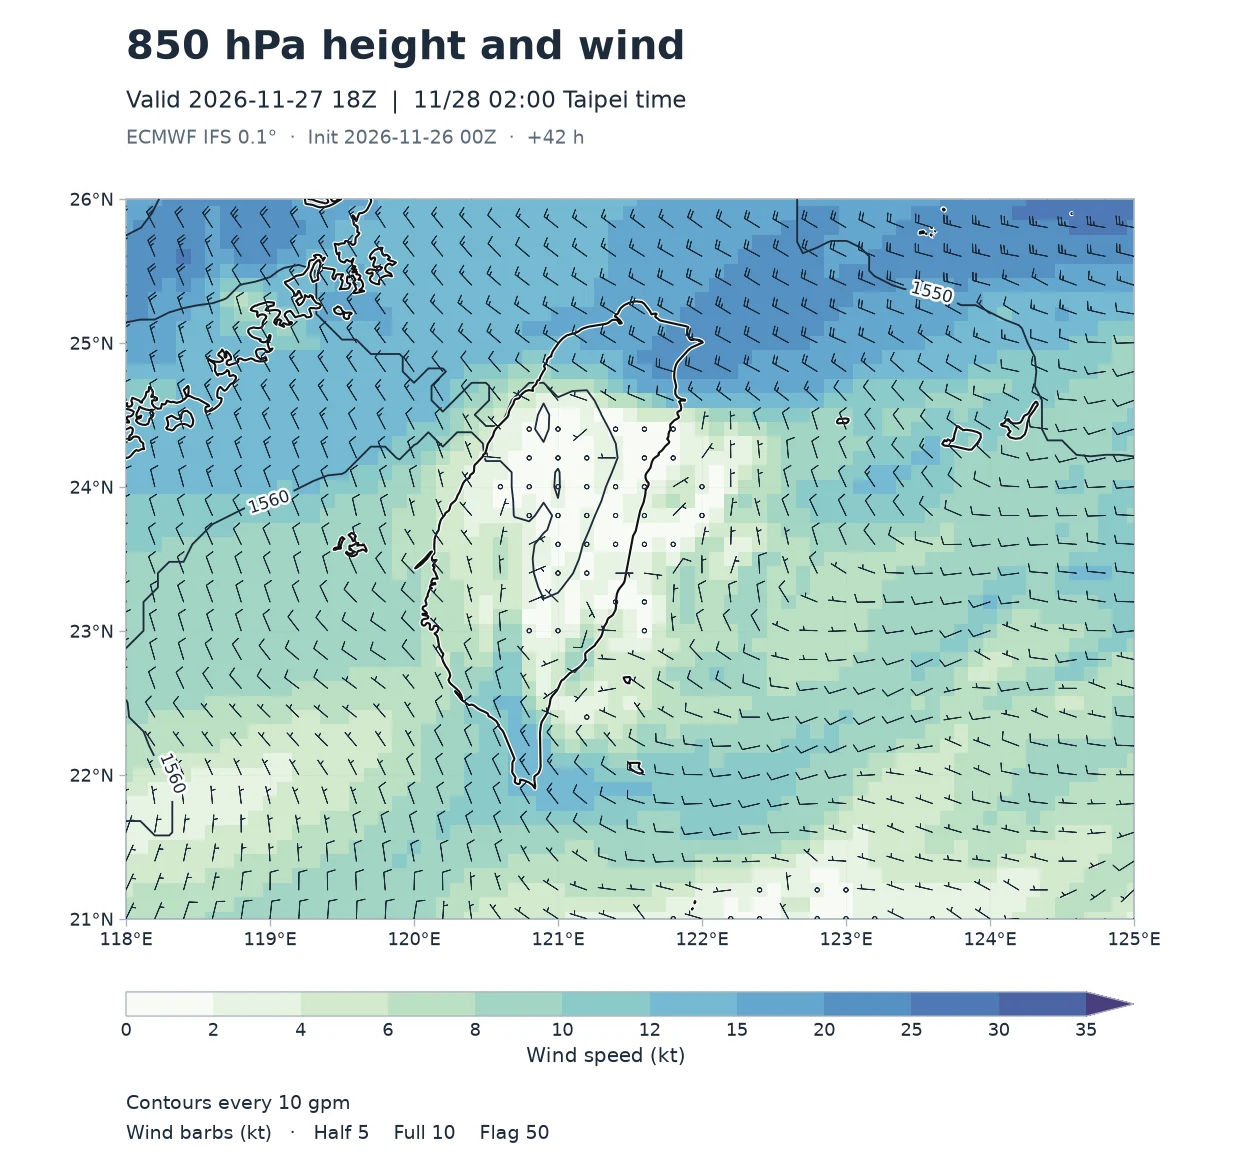 850 hPa height and wind
Valid 2026-11-27 18Z | 11/28 02:00 Taipei time
ECMWF IFS 0.1° · Init 2026-11-26 00Z · +42 h
26°N
1550
25°N
24°N
1560
23°N
22°N
1560
21°N
118°E 119°E 120°E 121°E 122°E 123°E 124°E 125°E
0 2 4 6 8 10 12 15 20 25 30 35
Wind speed (kt)
Contours every 10 gpm
Wind barbs (kt) · Half 5 Full 10 Flag 50